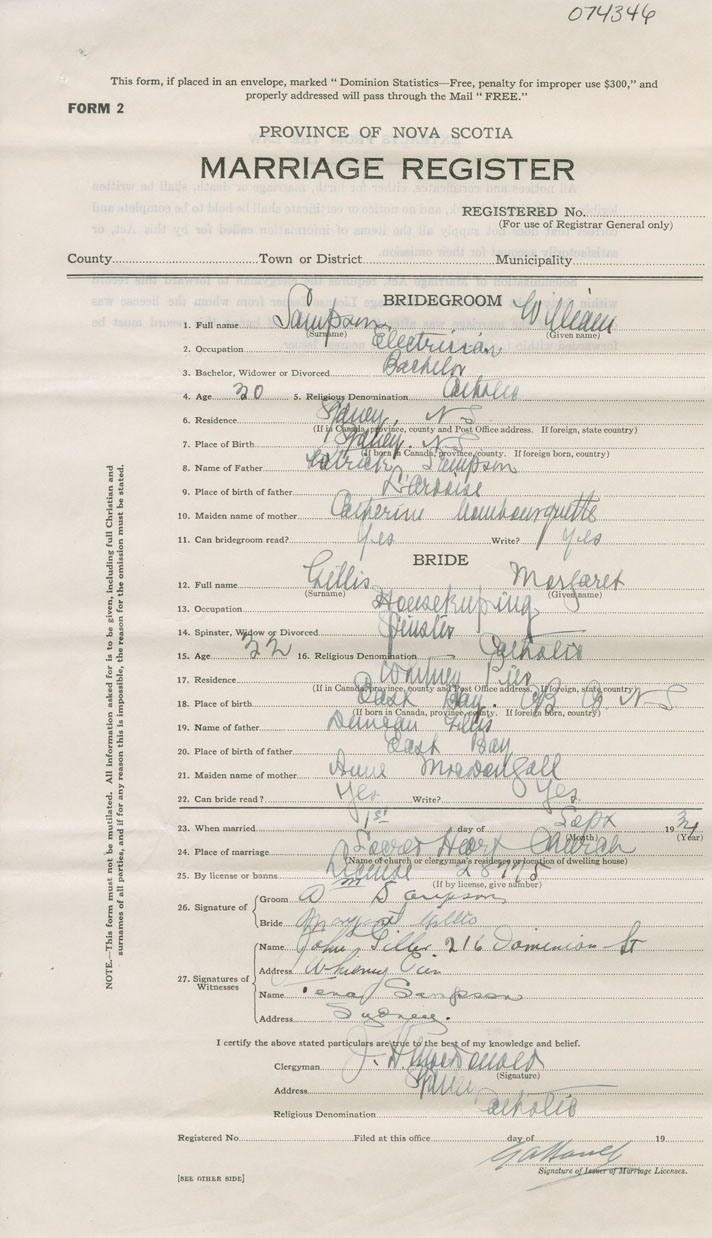 074346
This form, if placed in an envelope, marked “ Dominion Statistics—Free, penalty for improper use $300,” and
properly addressed will pass through the Mail “ FREE.”
FORM 2
PROVINCE OF NOVA SCOTIA
MARRIAGE REGISTER
REGISTERED No.
(For use of Registrar General only)
County Town or District Municipality
BRIDEGROOM
1. Full name Sampson William
(Surname) (Given name)
2. Occupation Electrician
3. Bachelor, Widower or Divorced Bachelor
4. Age 30 5. Religious Denomination Catholic
6. Residence Sydney, N S
(If in Canada, province, county and Post Office address. If foreign, state country)
7. Place of Birth Sydney. N S
(If born in Canada, province, county. If foreign born, country)
8. Name of Father Patrick Sampson
9. Place of birth of father L'Ardoise
10. Maiden name of mother Catherine Mombourquette
11. Can bridegroom read? Yes Write? Yes
BRIDE
12. Full name Gillis Margaret
(Surname) (Given name)
13. Occupation Housekeeping
14. Spinster, Widow or Divorced Spinster
15. Age 32 16. Religious Denomination Catholic
17. Residence Whitney Pier
(If in Canada, province, county and Post Office address. If foreign, state country)
18. Place of birth East Bay. C B N S
(If born in Canada, province, county. If foreign born, country)
19. Name of father Duncan Gillis
20. Place of birth of father East Bay
21. Maiden name of mother Anne MacDougall
22. Can bride read? Yes Write? Yes
23. When married 1st day of Sept 19 34
(Month) (Year)
24. Place of marriage Sacred Heart Church
(Name of church or clergyman's residence or location of dwelling house)
25. By license or banns License
(If by license, give number)
26. Signature of Groom W m Sampson
Bride Margaret Gillis
27. Signatures of Witnesses
Name John Gillis 216 Dominion St
Address Whitney Pier
Name Lena Sampson
Address Sydney.
I certify the above stated particulars are true to the best of my knowledge and belief.
Clergyman J. H. MacDonald
(Signature)
Address Sydney
Religious Denomination Catholic
Registered No. Filed at this office day of 19
Signature of Issuer of Marriage Licenses.
[SEE OTHER SIDE]
NOTE.—This form must not be mutilated. All information asked for is to be given, including full Christian and
surnames of all parties, and if for any reason this is impossible, the reason for the omission must be stated.